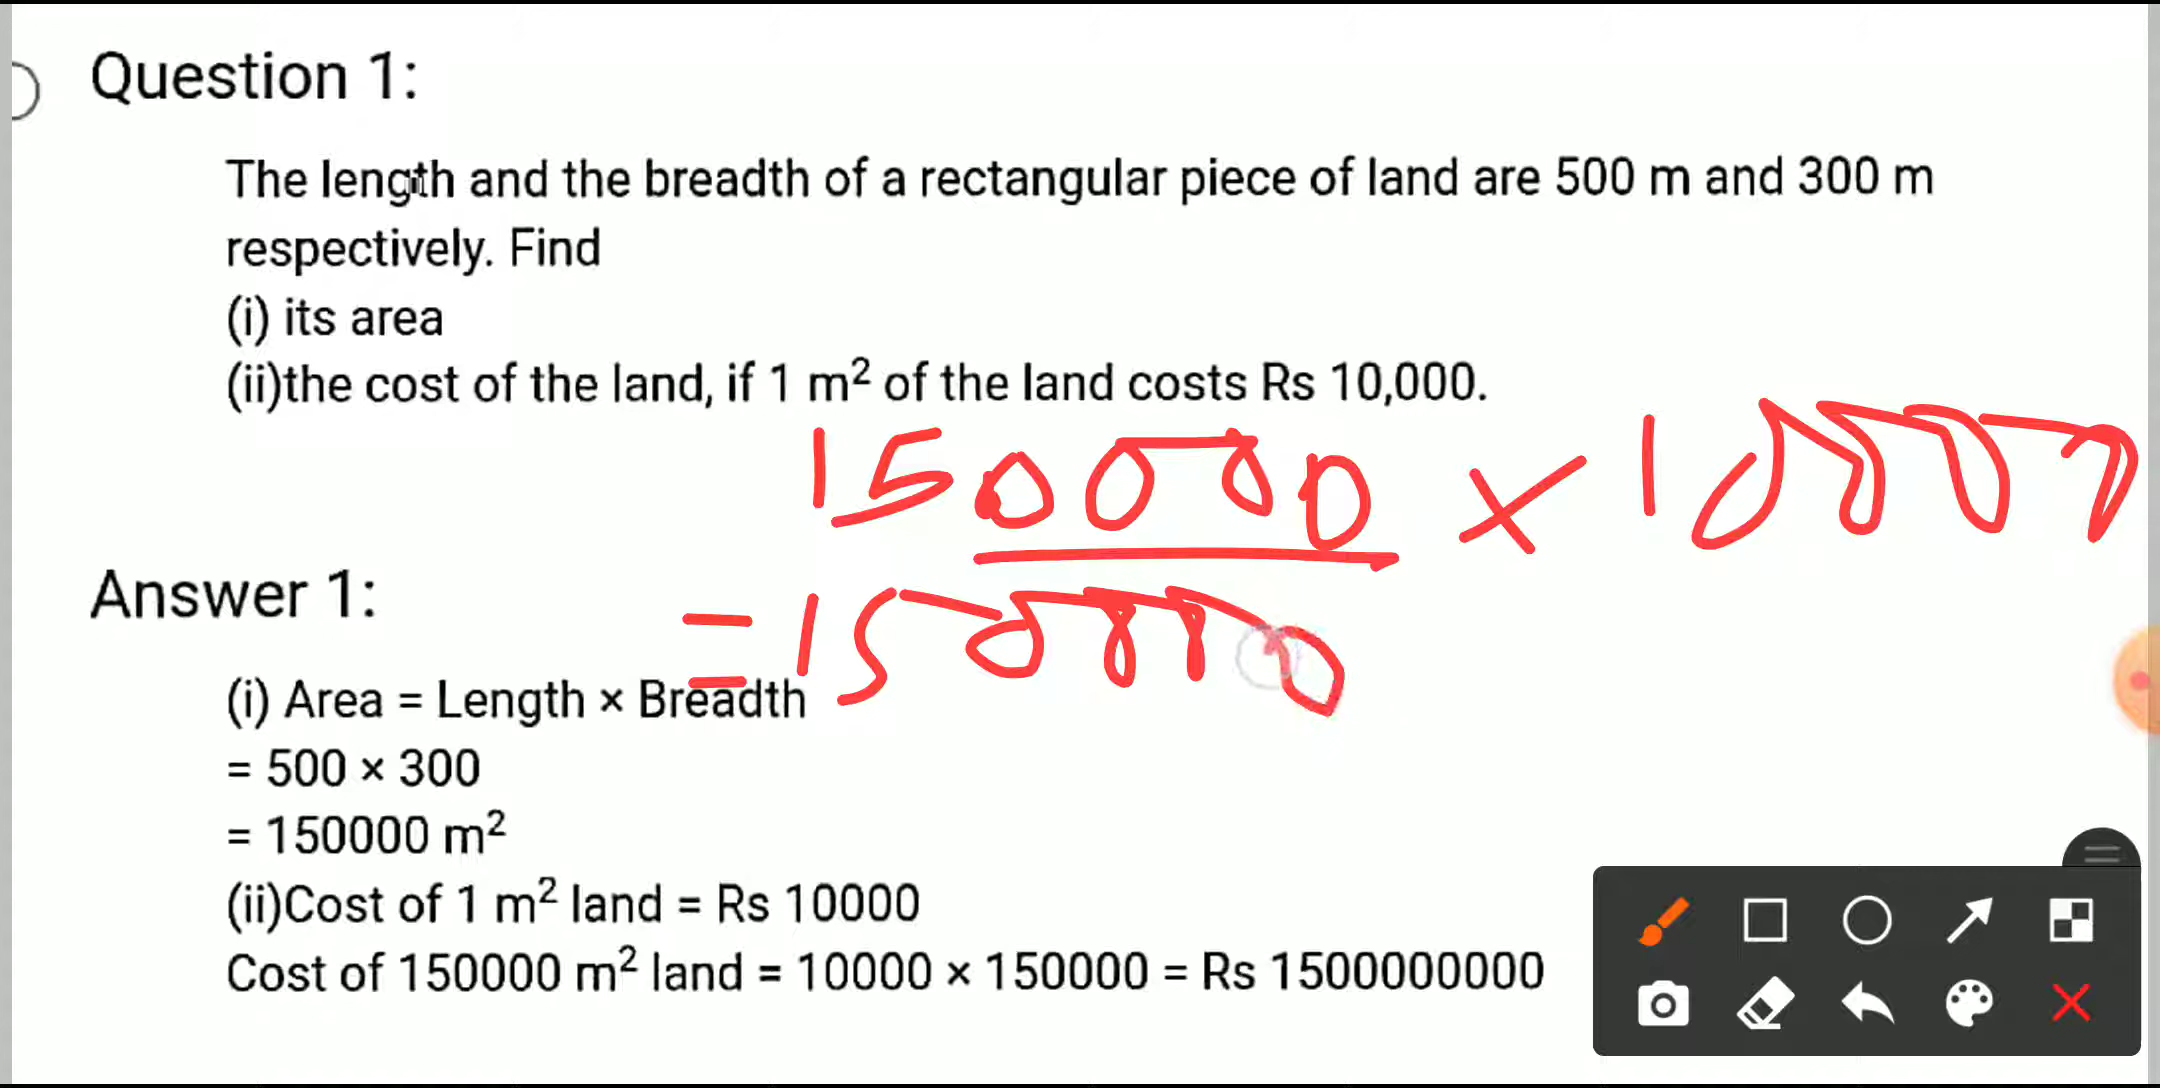 Question 1:
The length and the breadth of a rectangular piece of land are 500 m and 300 m
respectively. Find
(i) its area
(ii)the cost of the land, if 1 m² of the land costs Rs 10,000.
150000 × 10000
Answer 1:
= 150000
(i) Area = Length × Breadth
= 500 × 300
= 150000 m²
(ii)Cost of 1 m² land = Rs 10000
Cost of 150000 m² land = 10000 × 150000 = Rs 1500000000